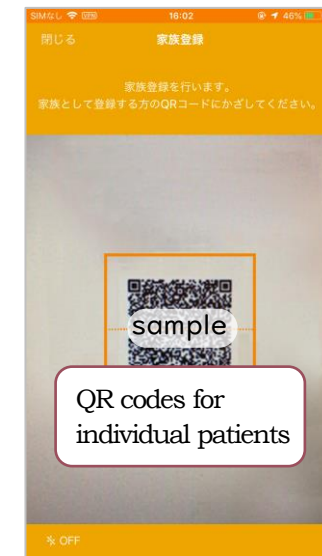 SIMなし VPN 16:02 46%
閉じる 家族登録
家族登録を行います。
家族として登録する方のQRコードにかざしてください。
sample
QR codes for
individual patients
OFF